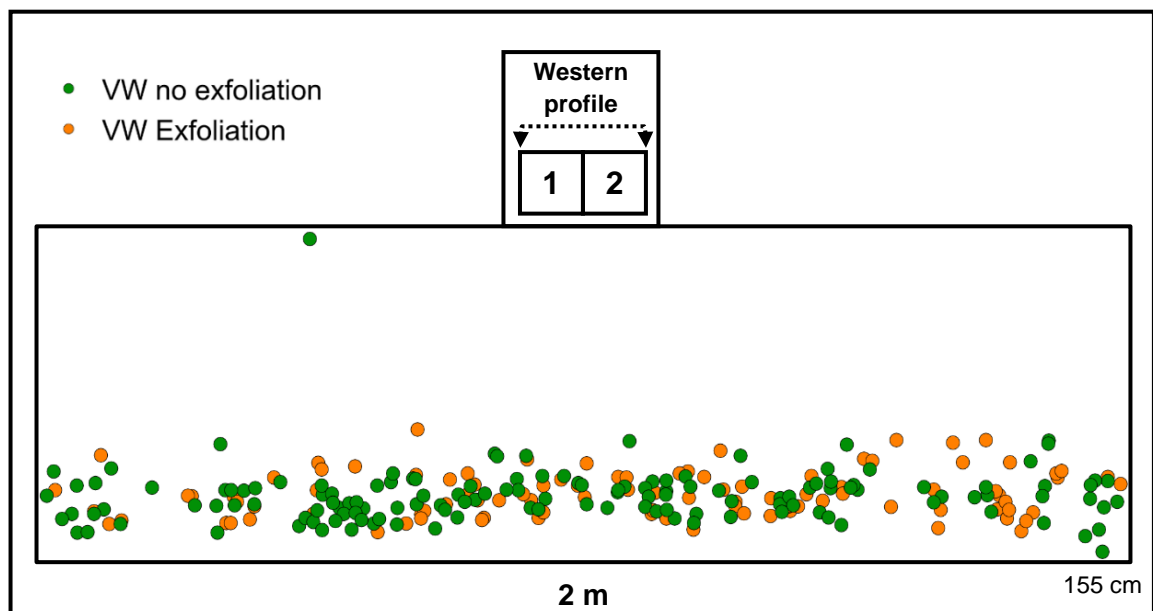 VW no exfoliation
VW Exfoliation
Western
profile
1 2
2 m
155 cm